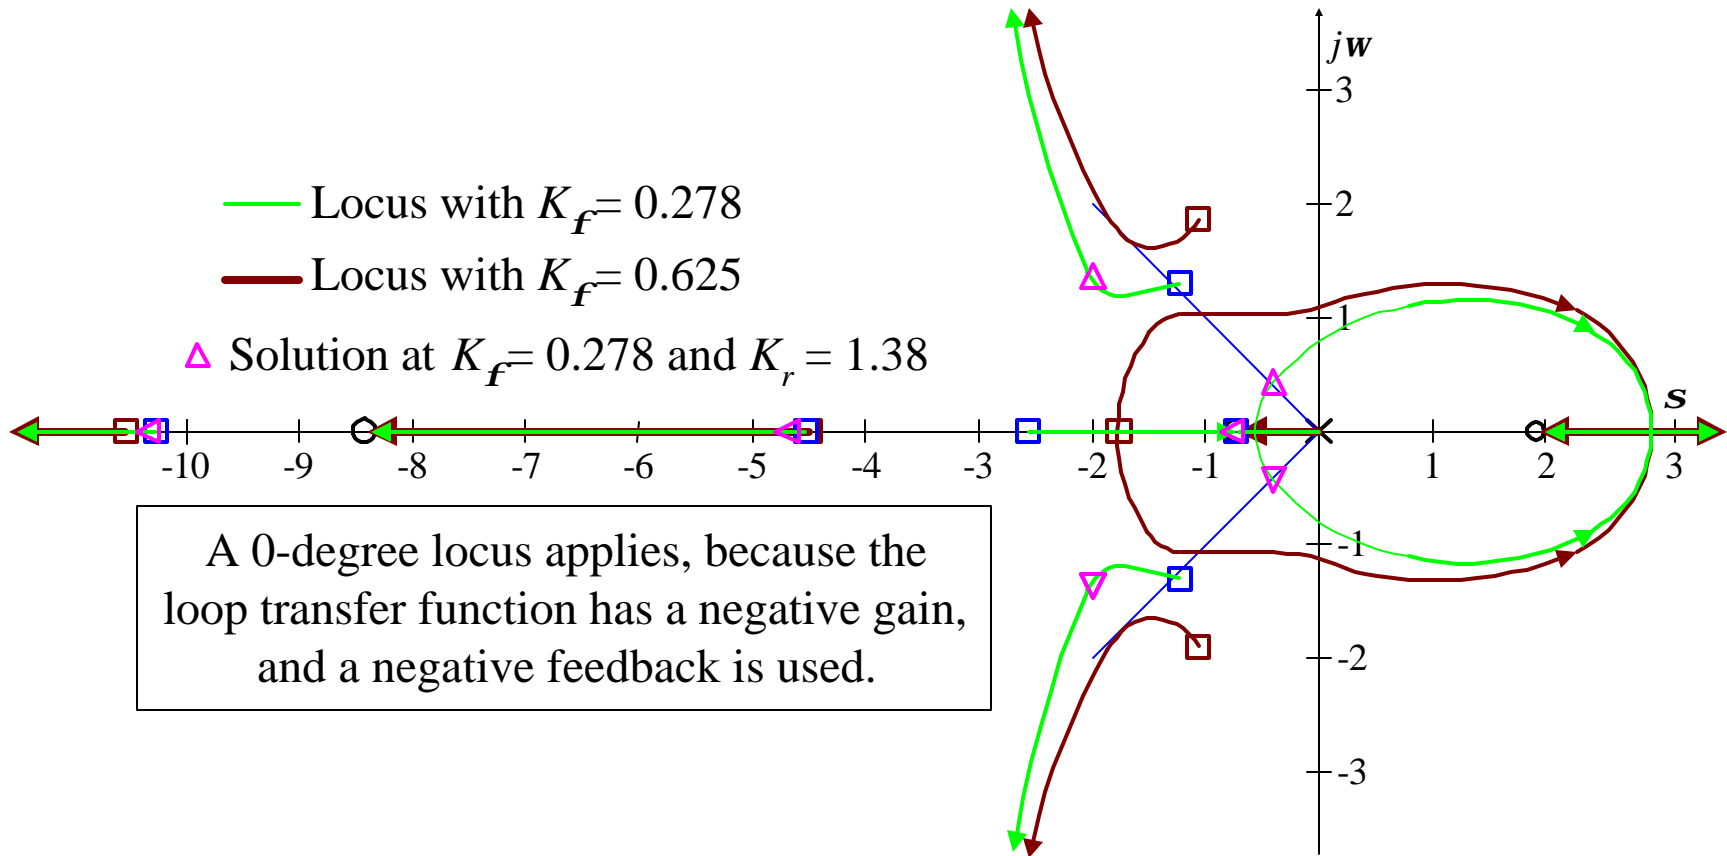 jw
3
2
1
Locus with K_f = 0.278
Locus with K_f = 0.625
Solution at K_f = 0.278 and K_r = 1.38
s
-10 -9 -8 -7 -6 -5 -4 -3 -2 -1 1 2 3
A 0-degree locus applies, because the
loop transfer function has a negative gain,
and a negative feedback is used.
-1
-2
-3